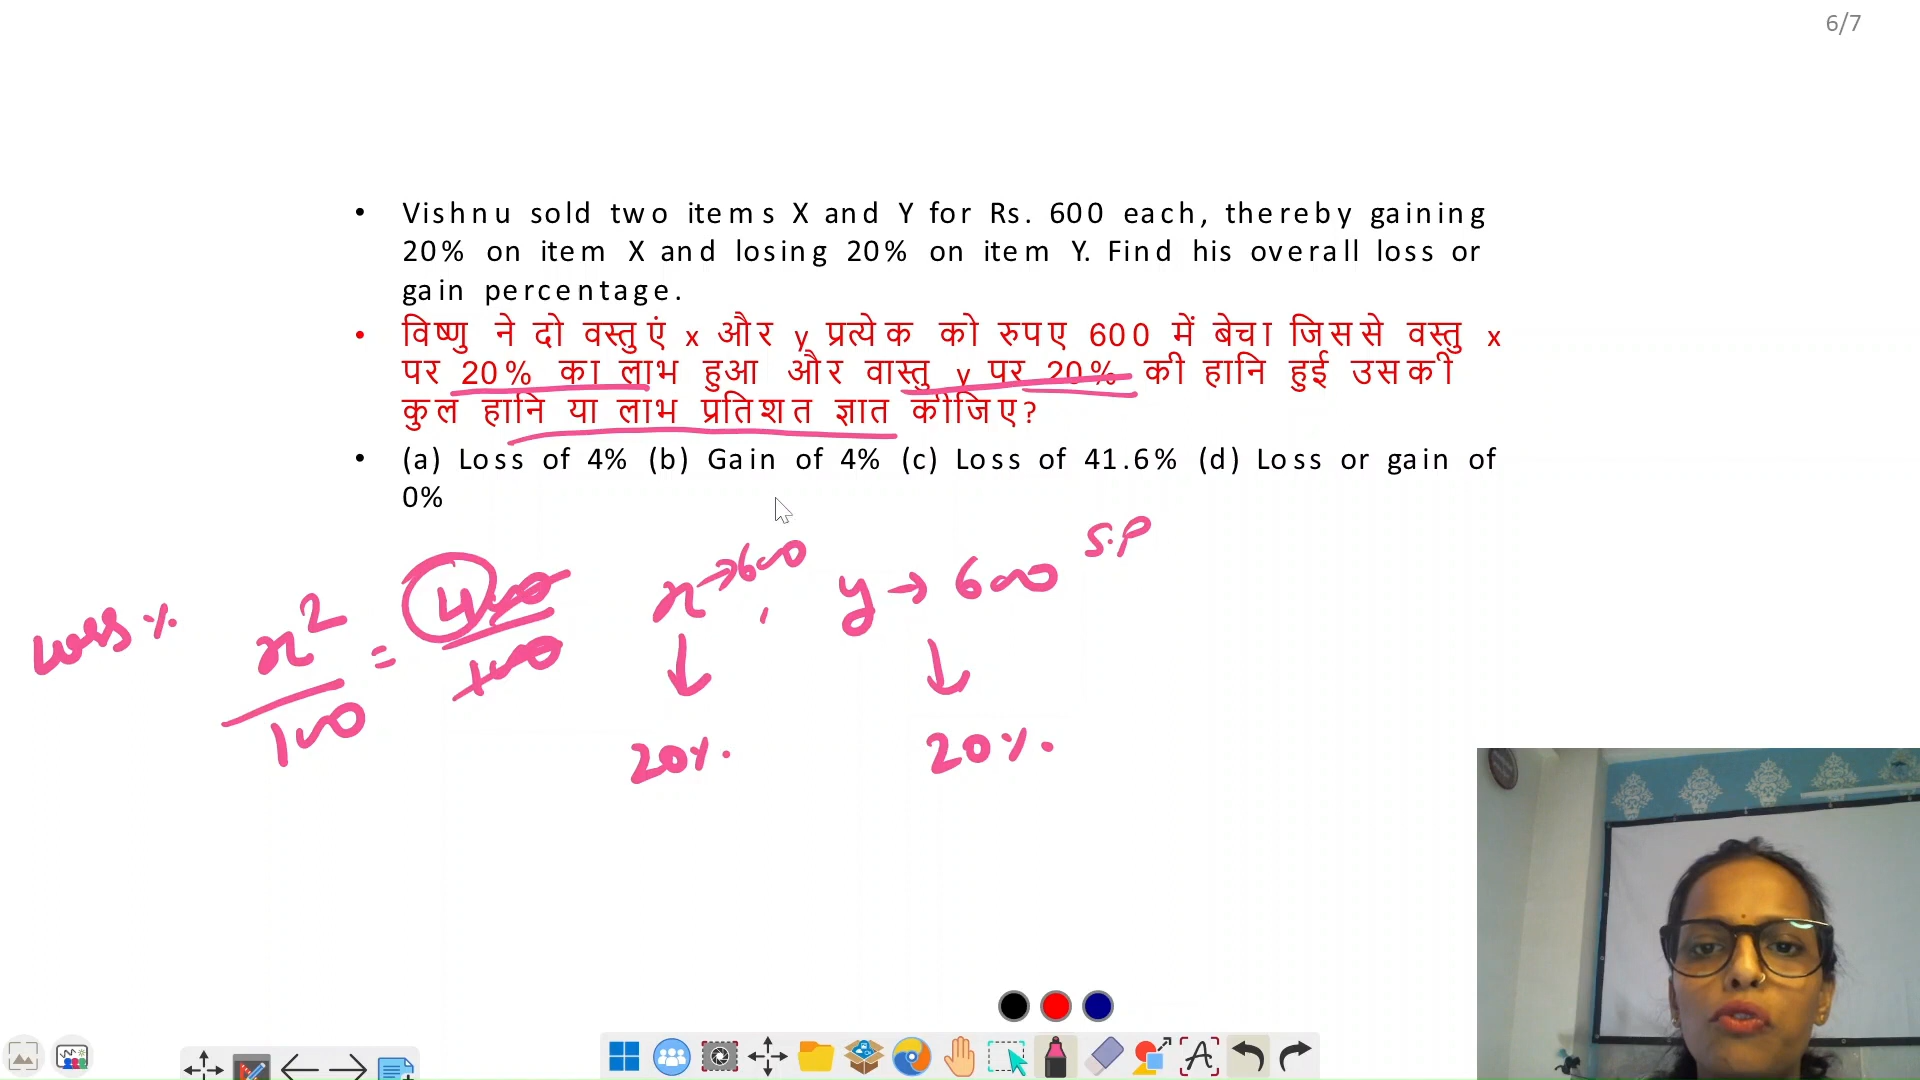 6/7
• Vishnu sold two items X and Y for Rs. 600 each, thereby gaining
20% on item X and losing 20% on item Y. Find his overall loss or
gain percentage.
• विष्णु ने दो वस्तुएं x और y प्रत्येक को रुपए 600 में बेचा जिससे वस्तु x
पर 20% का लाभ हुआ और वास्तु y पर 20% की हानि हुई उसकी
कुल हानि या लाभ प्रतिशत ज्ञात कीजिए?
• (a) Loss of 4% (b) Gain of 4% (c) Loss of 41.6% (d) Loss or gain of
0%
S.P
x→600, y→600
Loss % x²/100 = 400/100
20%. 20%.